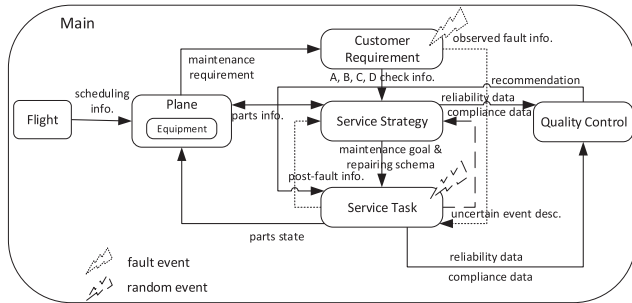 Main
Customer
Requirement
observed fault info.
maintenance
requirement
A, B, C, D check info.
recommendation
scheduling
info.
Flight
Plane
Equipment
parts info.
Service Strategy
reliability data
compliance data
Quality Control
maintenance goal &
repairing schema
post-fault info.
Service Task
uncertain event desc.
parts state
reliability data
compliance data
fault event
random event